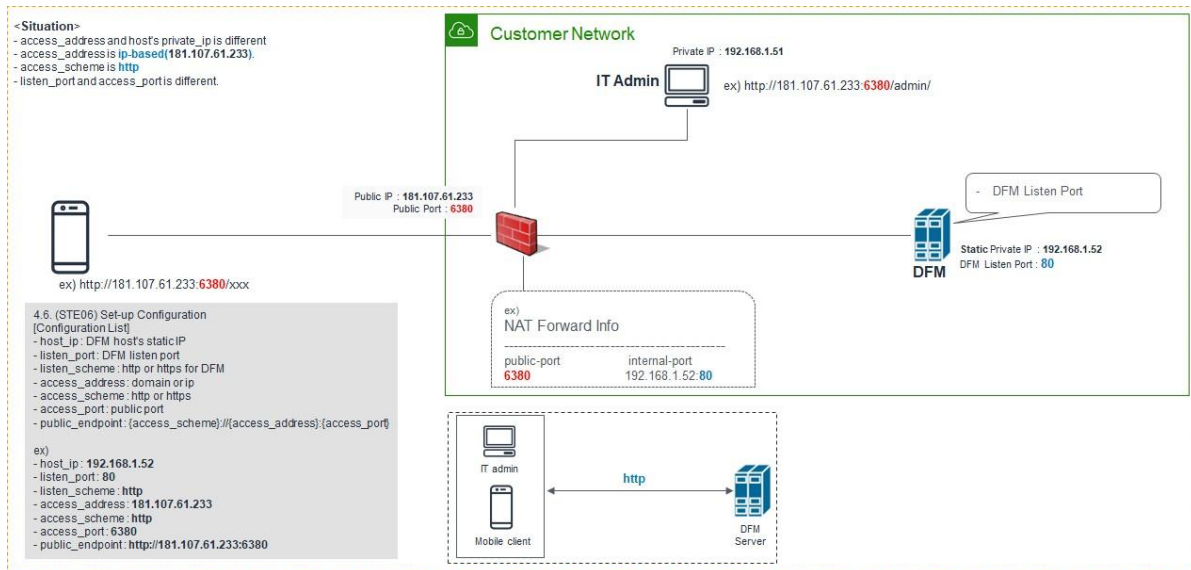 <Situation>
- access_address and host's private_ip is different
- access_address is ip-based(181.107.61.233).
- access_scheme is http
- listen_port and access_port is different.
Customer Network
Private IP : 192.168.1.51
IT Admin
ex) http://181.107.61.233:6380/admin/
Public IP : 181.107.61.233
Public Port : 6380
- DFM Listen Port
Static Private IP : 192.168.1.52
DFM Listen Port : 80
DFM
ex) http://181.107.61.233:6380/xxx
ex)
NAT Forward Info
public-port internal-port
6380 192.168.1.52:80
4.6. (STE06) Set-up Configuration
[Configuration List]
- host_ip : DFM host's static IP
- listen_port : DFM listen port
- listen_scheme : http or https for DFM
- access_address : domain or ip
- access_scheme : http or https
- access_port : public port
- public_endpoint : {access_scheme}://{access_address}:{access_port}
ex)
- host_ip : 192.168.1.52
- listen_port : 80
- listen_scheme : http
- access_address : 181.107.61.233
- access_scheme : http
- access_port : 6380
- public_endpoint : http://181.107.61.233:6380
IT admin
Mobile client
http
DFM
Server